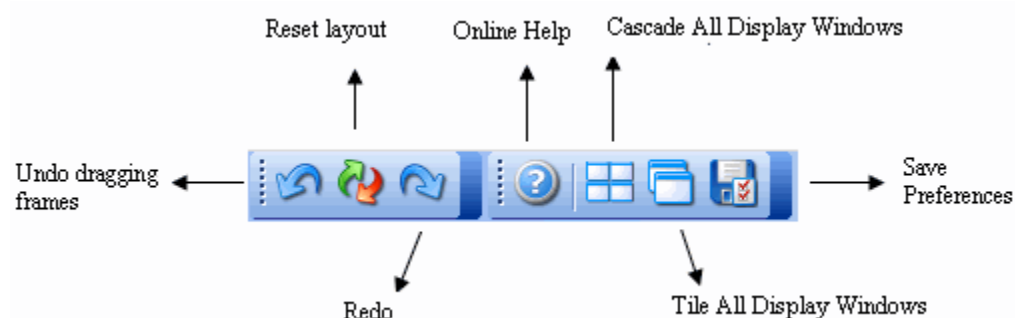 Reset layout
Online Help
Cascade All Display Windows
Undo dragging
frames
Save
Preferences
Redo
Tile All Display Windows